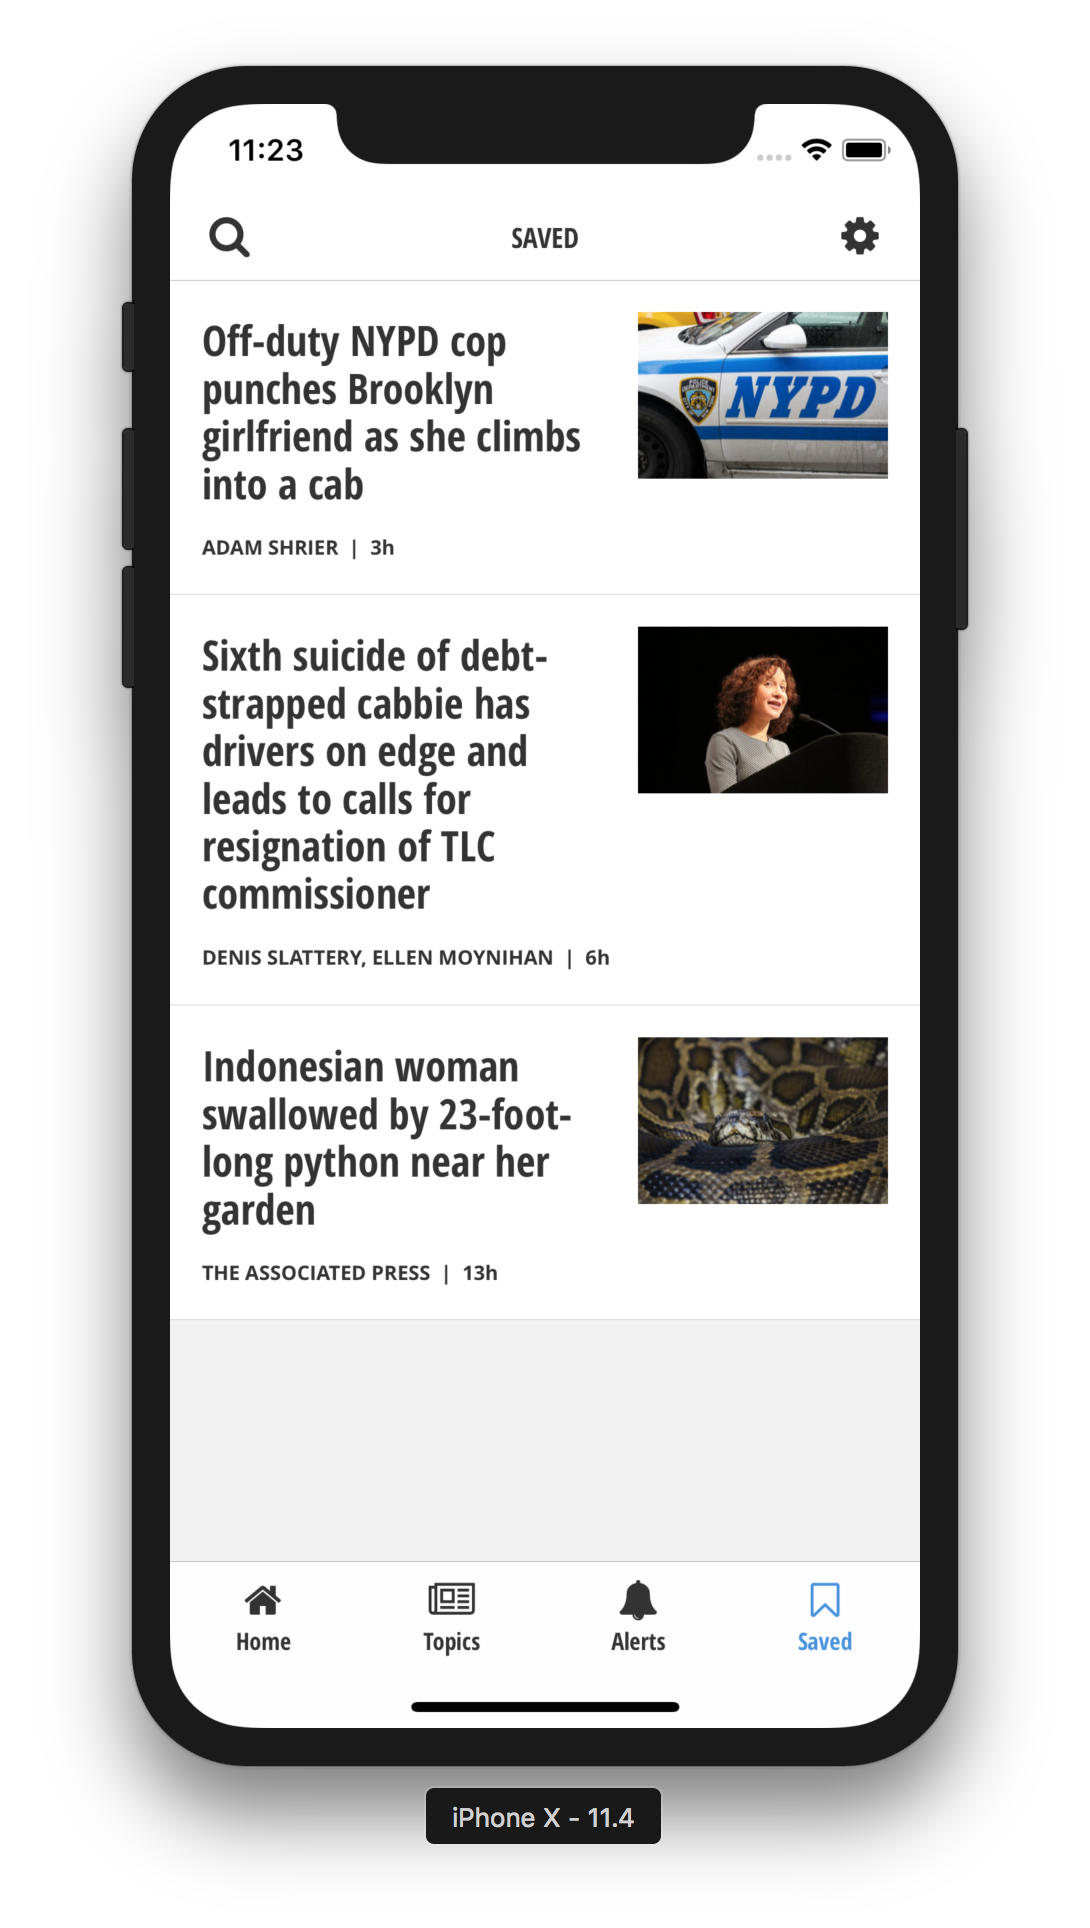 11:23
SAVED
Off-duty NYPD cop
punches Brooklyn
girlfriend as she climbs
into a cab
NYPD
ADAM SHRIER | 3h
Sixth suicide of debt-
strapped cabbie has
drivers on edge and
leads to calls for
resignation of TLC
commissioner
DENIS SLATTERY, ELLEN MOYNIHAN | 6h
Indonesian woman
swallowed by 23-foot-
long python near her
garden
THE ASSOCIATED PRESS | 13h
Home
Topics
Alerts
Saved
iPhone X - 11.4